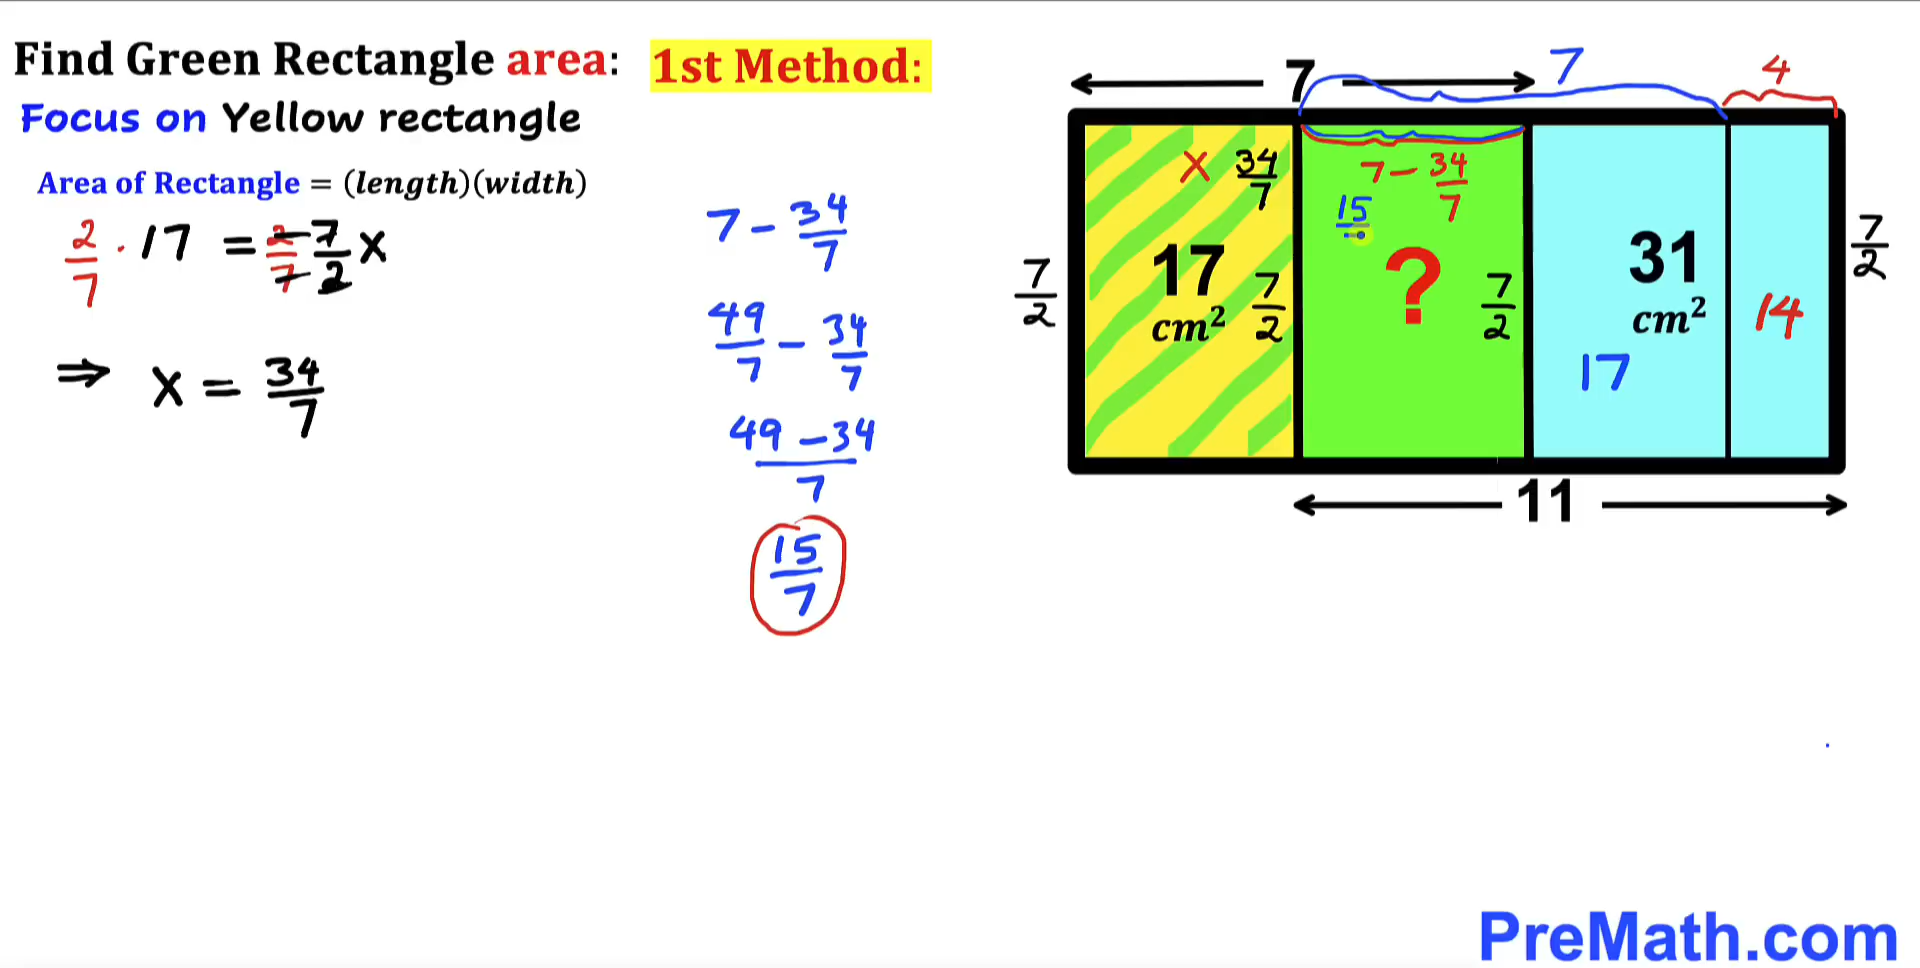 Find Green Rectangle area: 1st Method:
Focus on Yellow rectangle
Area of Rectangle = (length)(width)
2/7 · 17 = 2/7 7/2 x
⇒ x = 34/7
7 - 34/7
49/7 - 34/7
49 - 34 / 7
15/7
7 7 4
x 34/7 7 - 34/7
15
7/2 17 cm² 7/2 ? 7/2 31 cm² 14 7/2
17
11
PreMath.com